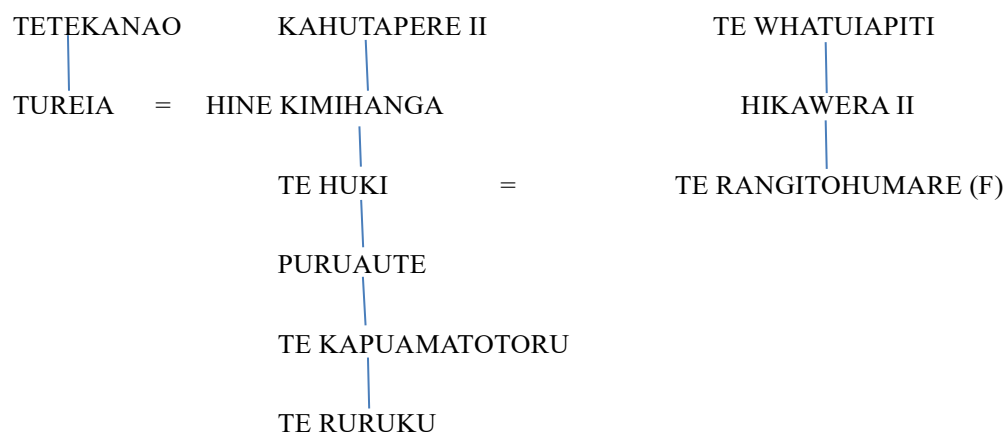 TETEKANAO KAHUTAPERE II TE WHATUIAPITI
TUREIA = HINE KIMIHANGA HIKAWERA II
TE HUKI = TE RANGITOHUMARE (F)
PURUAUTE
TE KAPUAMATOTORU
TE RURUKU